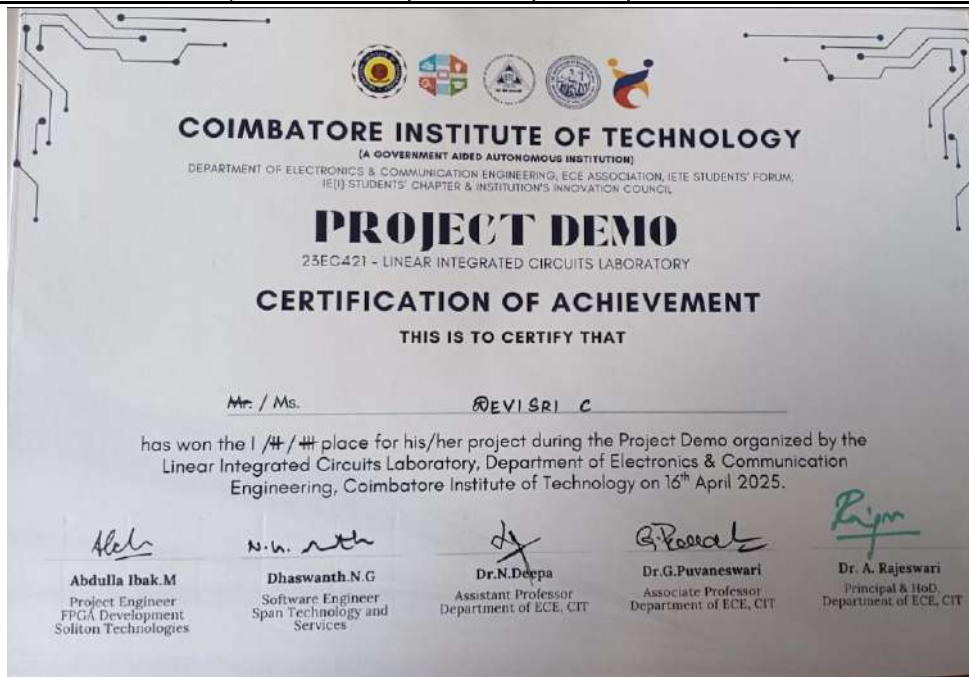 COIMBATORE INSTITUTE OF TECHNOLOGY
(A GOVERNMENT AIDED AUTONOMOUS INSTITUTION)
DEPARTMENT OF ELECTRONICS & COMMUNICATION ENGINEERING, ECE ASSOCIATION, IETE STUDENTS' FORUM,
IE(I) STUDENTS' CHAPTER & INSTITUTION'S INNOVATION COUNCIL
PROJECT DEMO
23EC421 - LINEAR INTEGRATED CIRCUITS LABORATORY
CERTIFICATION OF ACHIEVEMENT
THIS IS TO CERTIFY THAT
Mr. / Ms. DEVISRI C
has won the I / II / III place for his/her project during the Project Demo organized by the
Linear Integrated Circuits Laboratory, Department of Electronics & Communication
Engineering, Coimbatore Institute of Technology on 16th April 2025.
Abdulla Ibak.M
Project Engineer
FPGA Development
Soliton Technologies
Dhaswanth.N.G
Software Engineer
Span Technology and
Services
Dr.N.Deepa
Assistant Professor
Department of ECE, CIT
Dr.G.Puvaneswari
Associate Professor
Department of ECE, CIT
Dr. A. Rajeswari
Principal & HoD,
Department of ECE, CIT